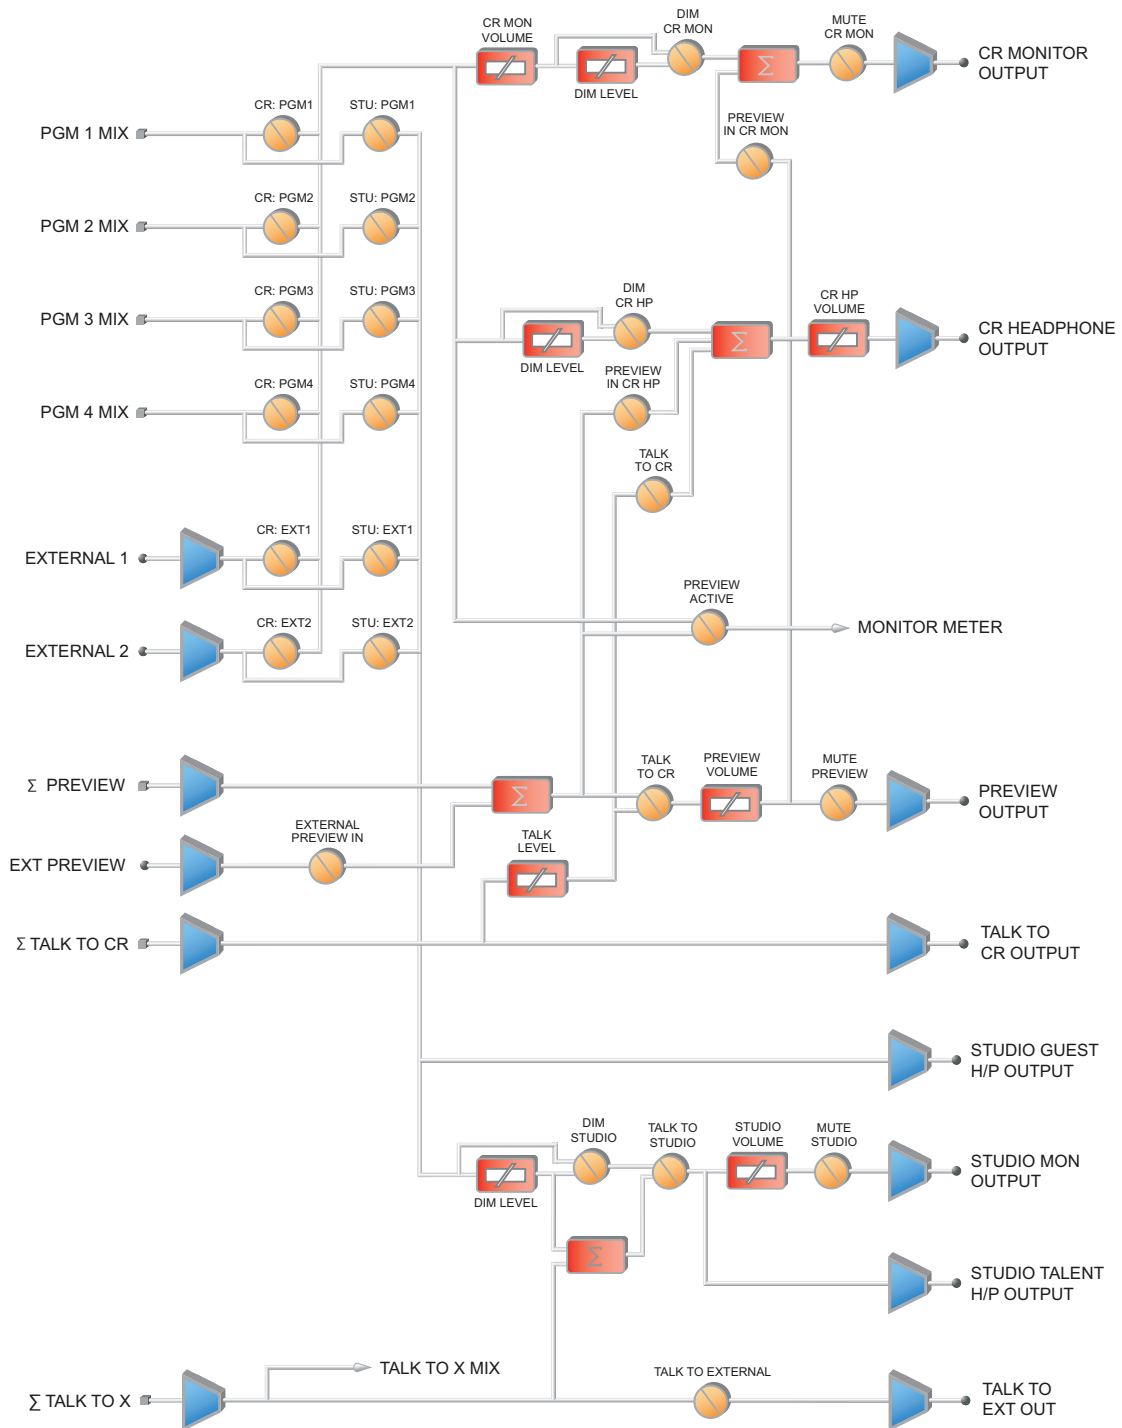 CR MON
VOLUME
DIM
CR MON
MUTE
CR MON
Σ
CR MONITOR
OUTPUT
DIM LEVEL
PREVIEW
IN CR MON
CR: PGM1
STU: PGM1
PGM 1 MIX
CR: PGM2
STU: PGM2
PGM 2 MIX
CR: PGM3
STU: PGM3
PGM 3 MIX
DIM
CR HP
CR HP
VOLUME
Σ
CR HEADPHONE
OUTPUT
DIM LEVEL
PREVIEW
IN CR HP
CR: PGM4
STU: PGM4
PGM 4 MIX
TALK
TO CR
CR: EXT1
STU: EXT1
EXTERNAL 1
PREVIEW
ACTIVE
MONITOR METER
CR: EXT2
STU: EXT2
EXTERNAL 2
Σ PREVIEW
Σ
TALK
TO CR
PREVIEW
VOLUME
MUTE
PREVIEW
PREVIEW
OUTPUT
EXTERNAL
PREVIEW IN
TALK
LEVEL
EXT PREVIEW
Σ TALK TO CR
TALK TO
CR OUTPUT
STUDIO GUEST
H/P OUTPUT
DIM
STUDIO
TALK TO
STUDIO
STUDIO
VOLUME
MUTE
STUDIO
STUDIO MON
OUTPUT
DIM LEVEL
Σ
STUDIO TALENT
H/P OUTPUT
TALK TO X MIX
TALK TO EXTERNAL
Σ TALK TO X
TALK TO
EXT OUT